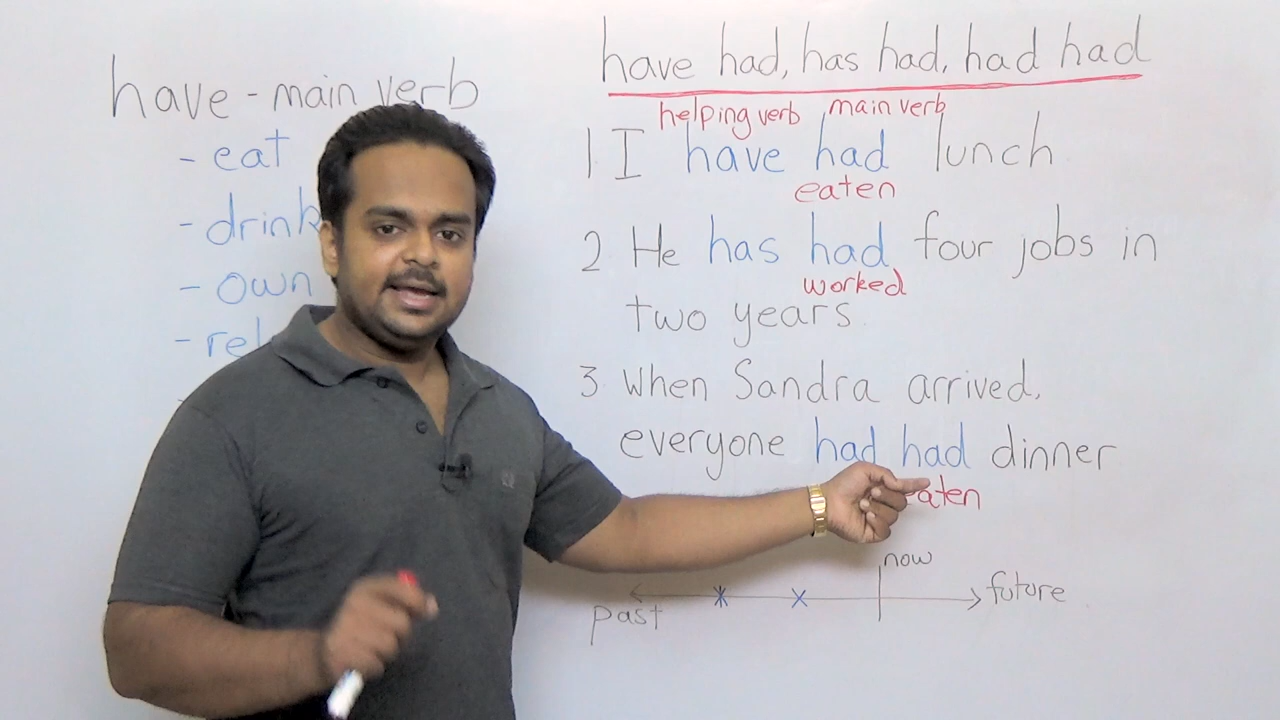 have - main verb
- eat
- drink
- own
have had, has had, had had
helping verb main verb
1 I have had lunch
eaten
2 He has had four jobs in
worked
two years.
3 When Sandra arrived,
everyone had had dinner
eaten
now
past
future